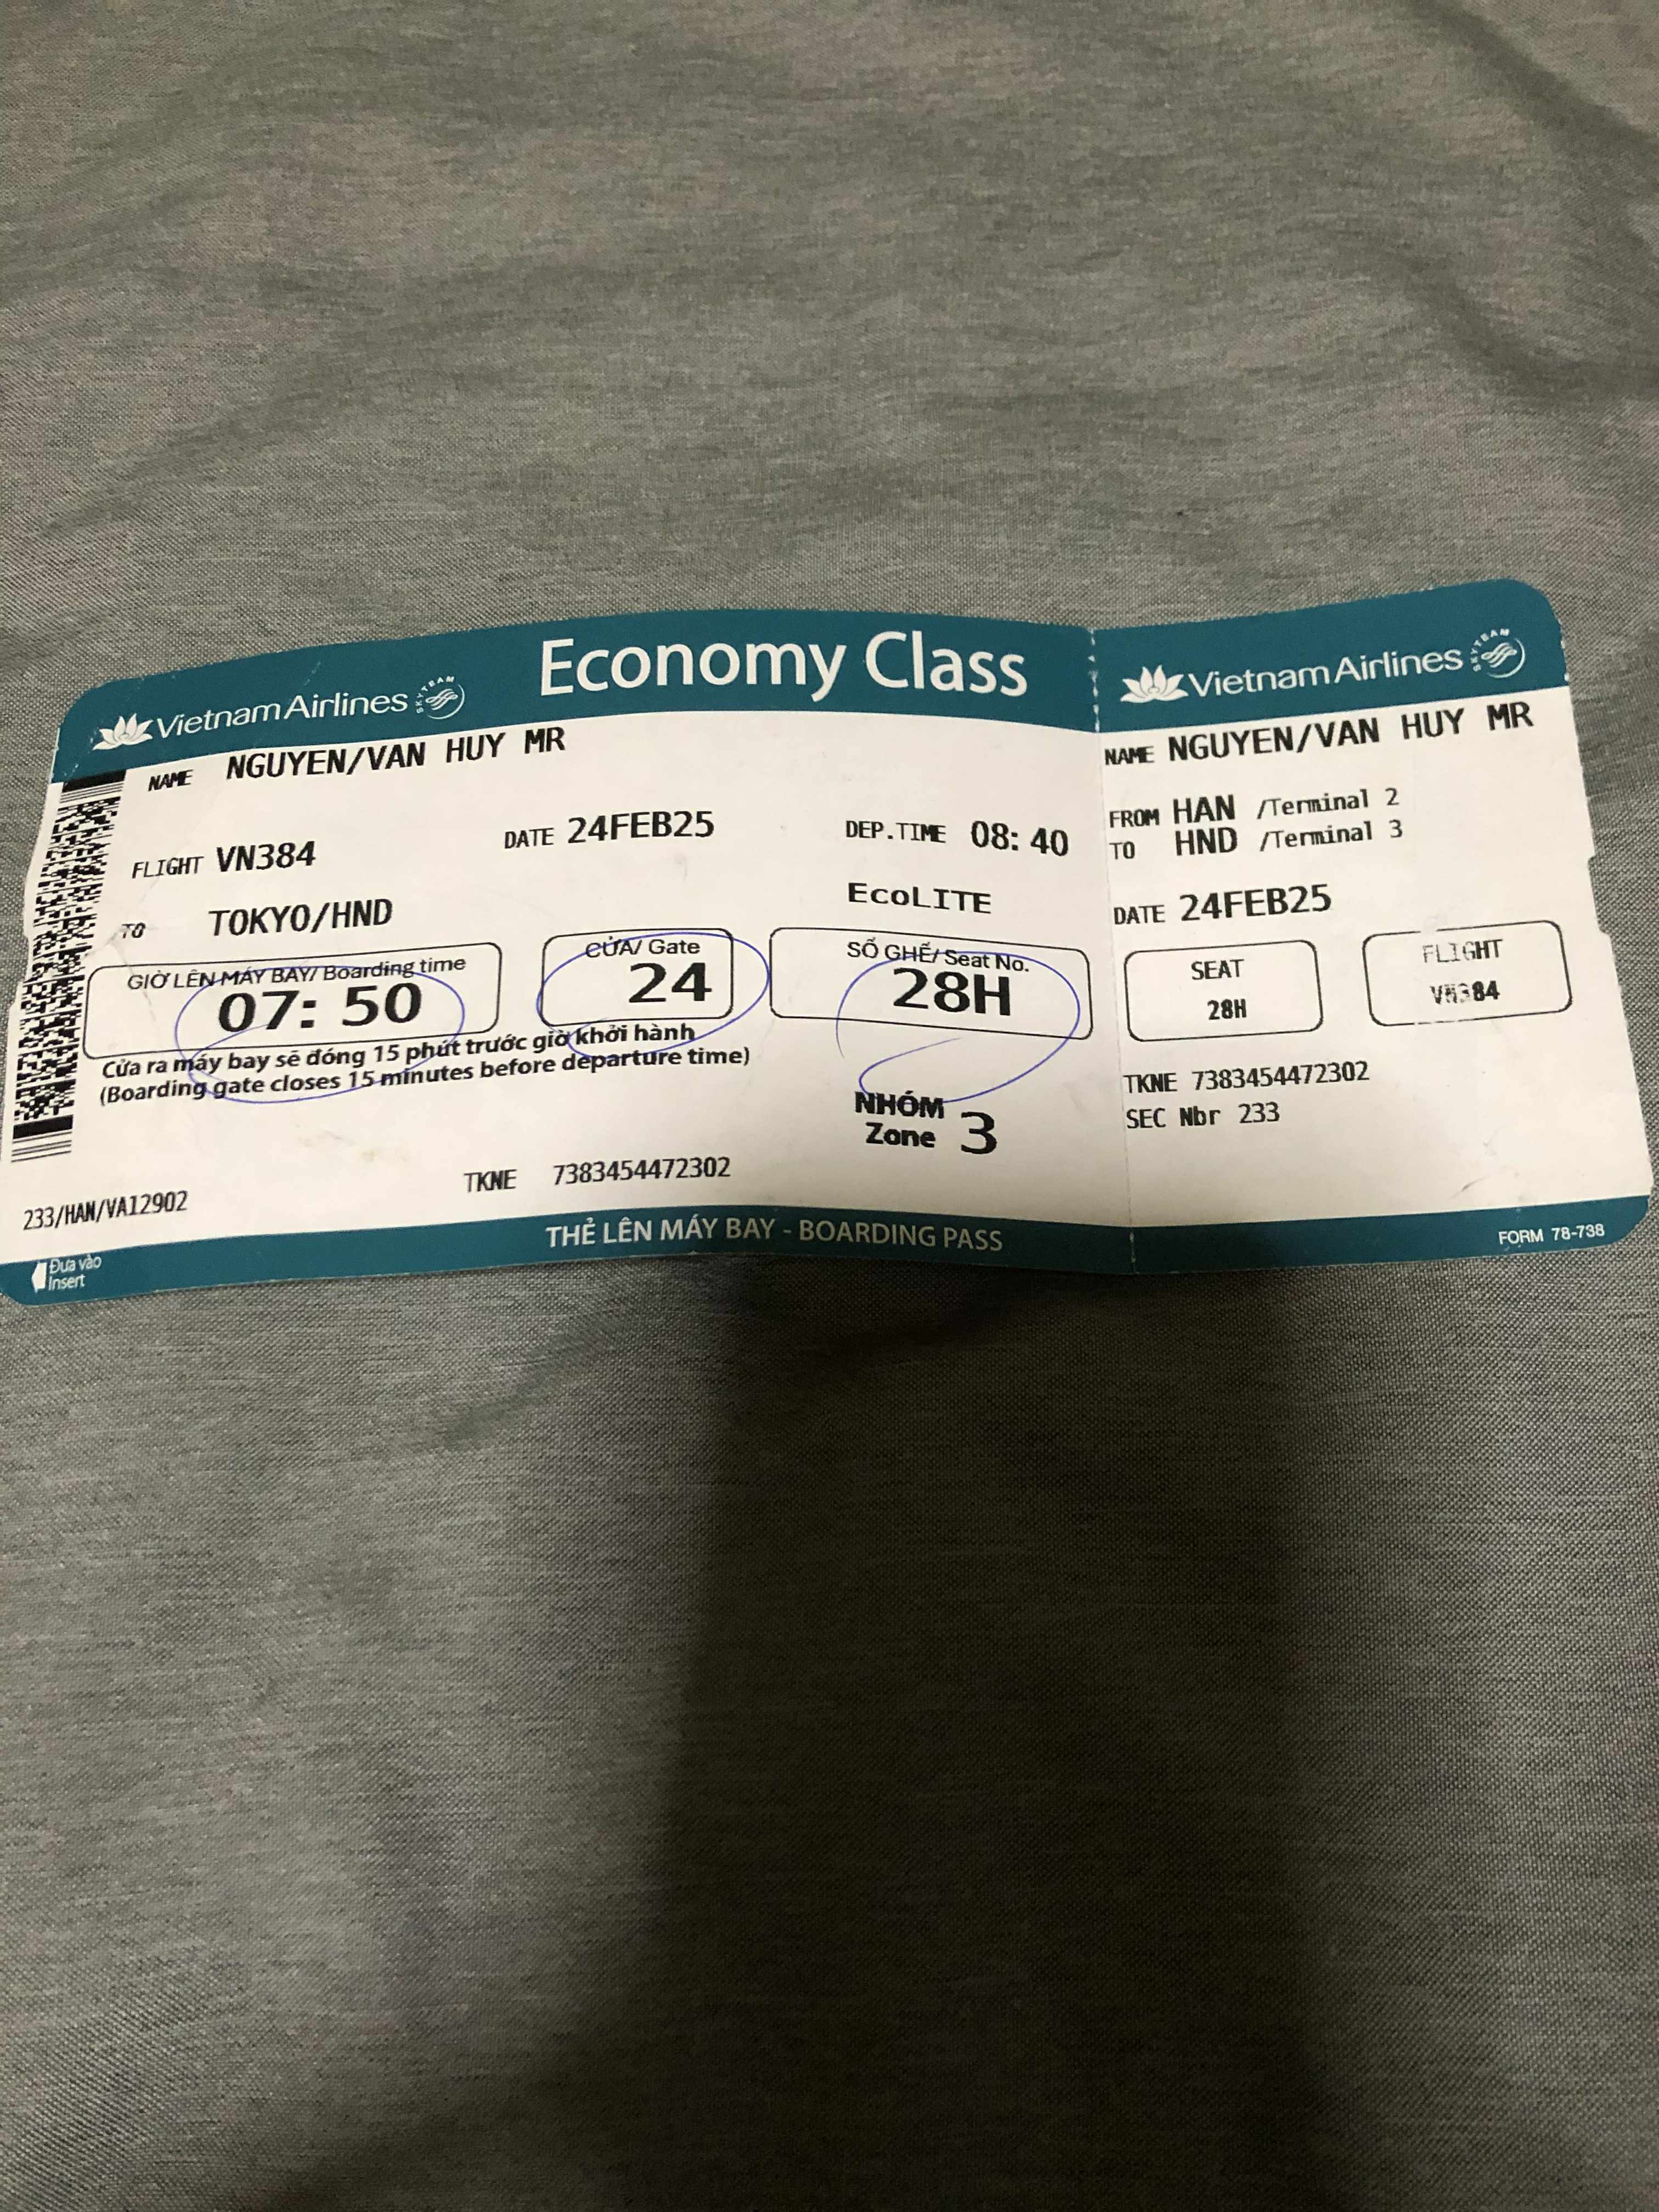 Economy Class
VietnamAirlines SKYTEAM
NAME NGUYEN/VAN HUY MR
FLIGHT VN384 DATE 24FEB25 DEP.TIME 08:40
TO TOKYO/HND EcoLITE
GIỜ LÊN MÁY BAY/ Boarding time CỬA/ Gate SỐ GHẾ/ Seat No.
07:50 24 28H
Cửa ra máy bay sẽ đóng 15 phút trước giờ khởi hành
(Boarding gate closes 15 minutes before departure time)
NHÓM
Zone 3
TKNE 7383454472302
233/HAN/VA12902
Đưa vào
Insert
THẺ LÊN MÁY BAY - BOARDING PASS
VietnamAirlines SKYTEAM
NAME NGUYEN/VAN HUY MR
FROM HAN /Terminal 2
TO HND /Terminal 3
DATE 24FEB25
SEAT FLIGHT
28H VN384
TKNE 7383454472302
SEC Nbr 233
FORM 78-738